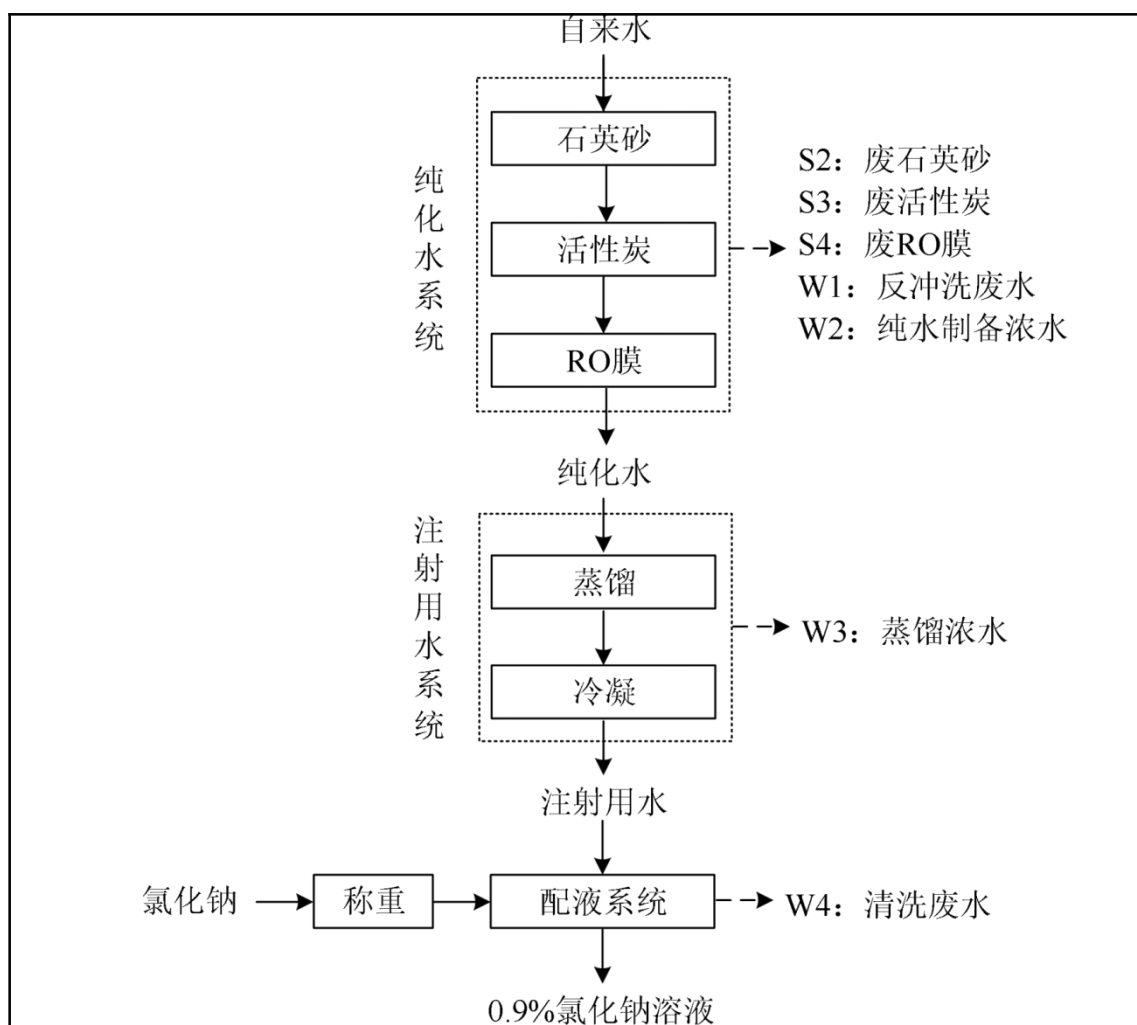 自来水
纯化水系统
石英砂
活性炭
RO膜
S2：废石英砂
S3：废活性炭
S4：废RO膜
W1：反冲洗废水
W2：纯水制备浓水
纯化水
注射用水系统
蒸馏
冷凝
W3：蒸馏浓水
注射用水
氯化钠
称重
配液系统
W4：清洗废水
0.9%氯化钠溶液